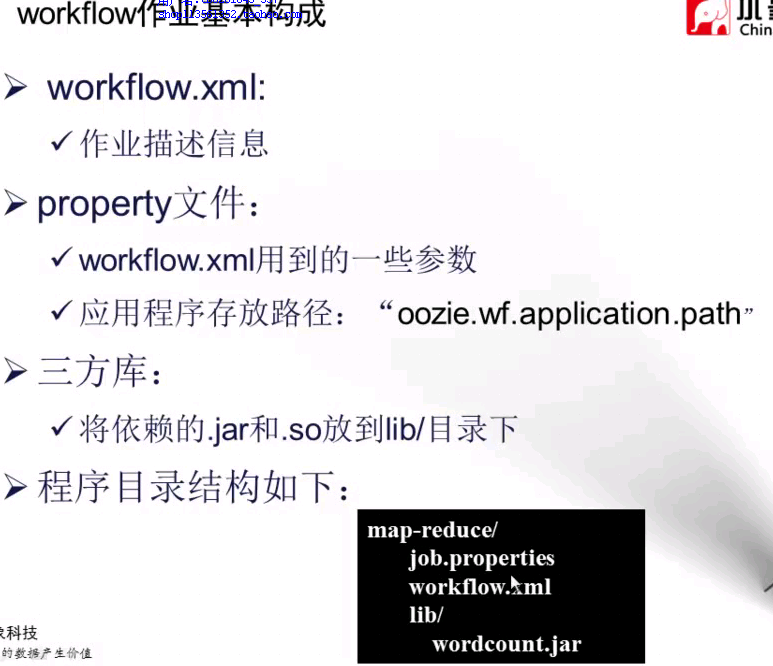 workflow作业基本构成
Chin
workflow.xml:
作业描述信息
property文件：
workflow.xml用到的一些参数
应用程序存放路径：“oozie.wf.application.path”
三方库：
将依赖的.jar和.so放到lib/目录下
程序目录结构如下：
map-reduce/
job.properties
workflow.xml
lib/
wordcount.jar
象科技
的数据产生价值